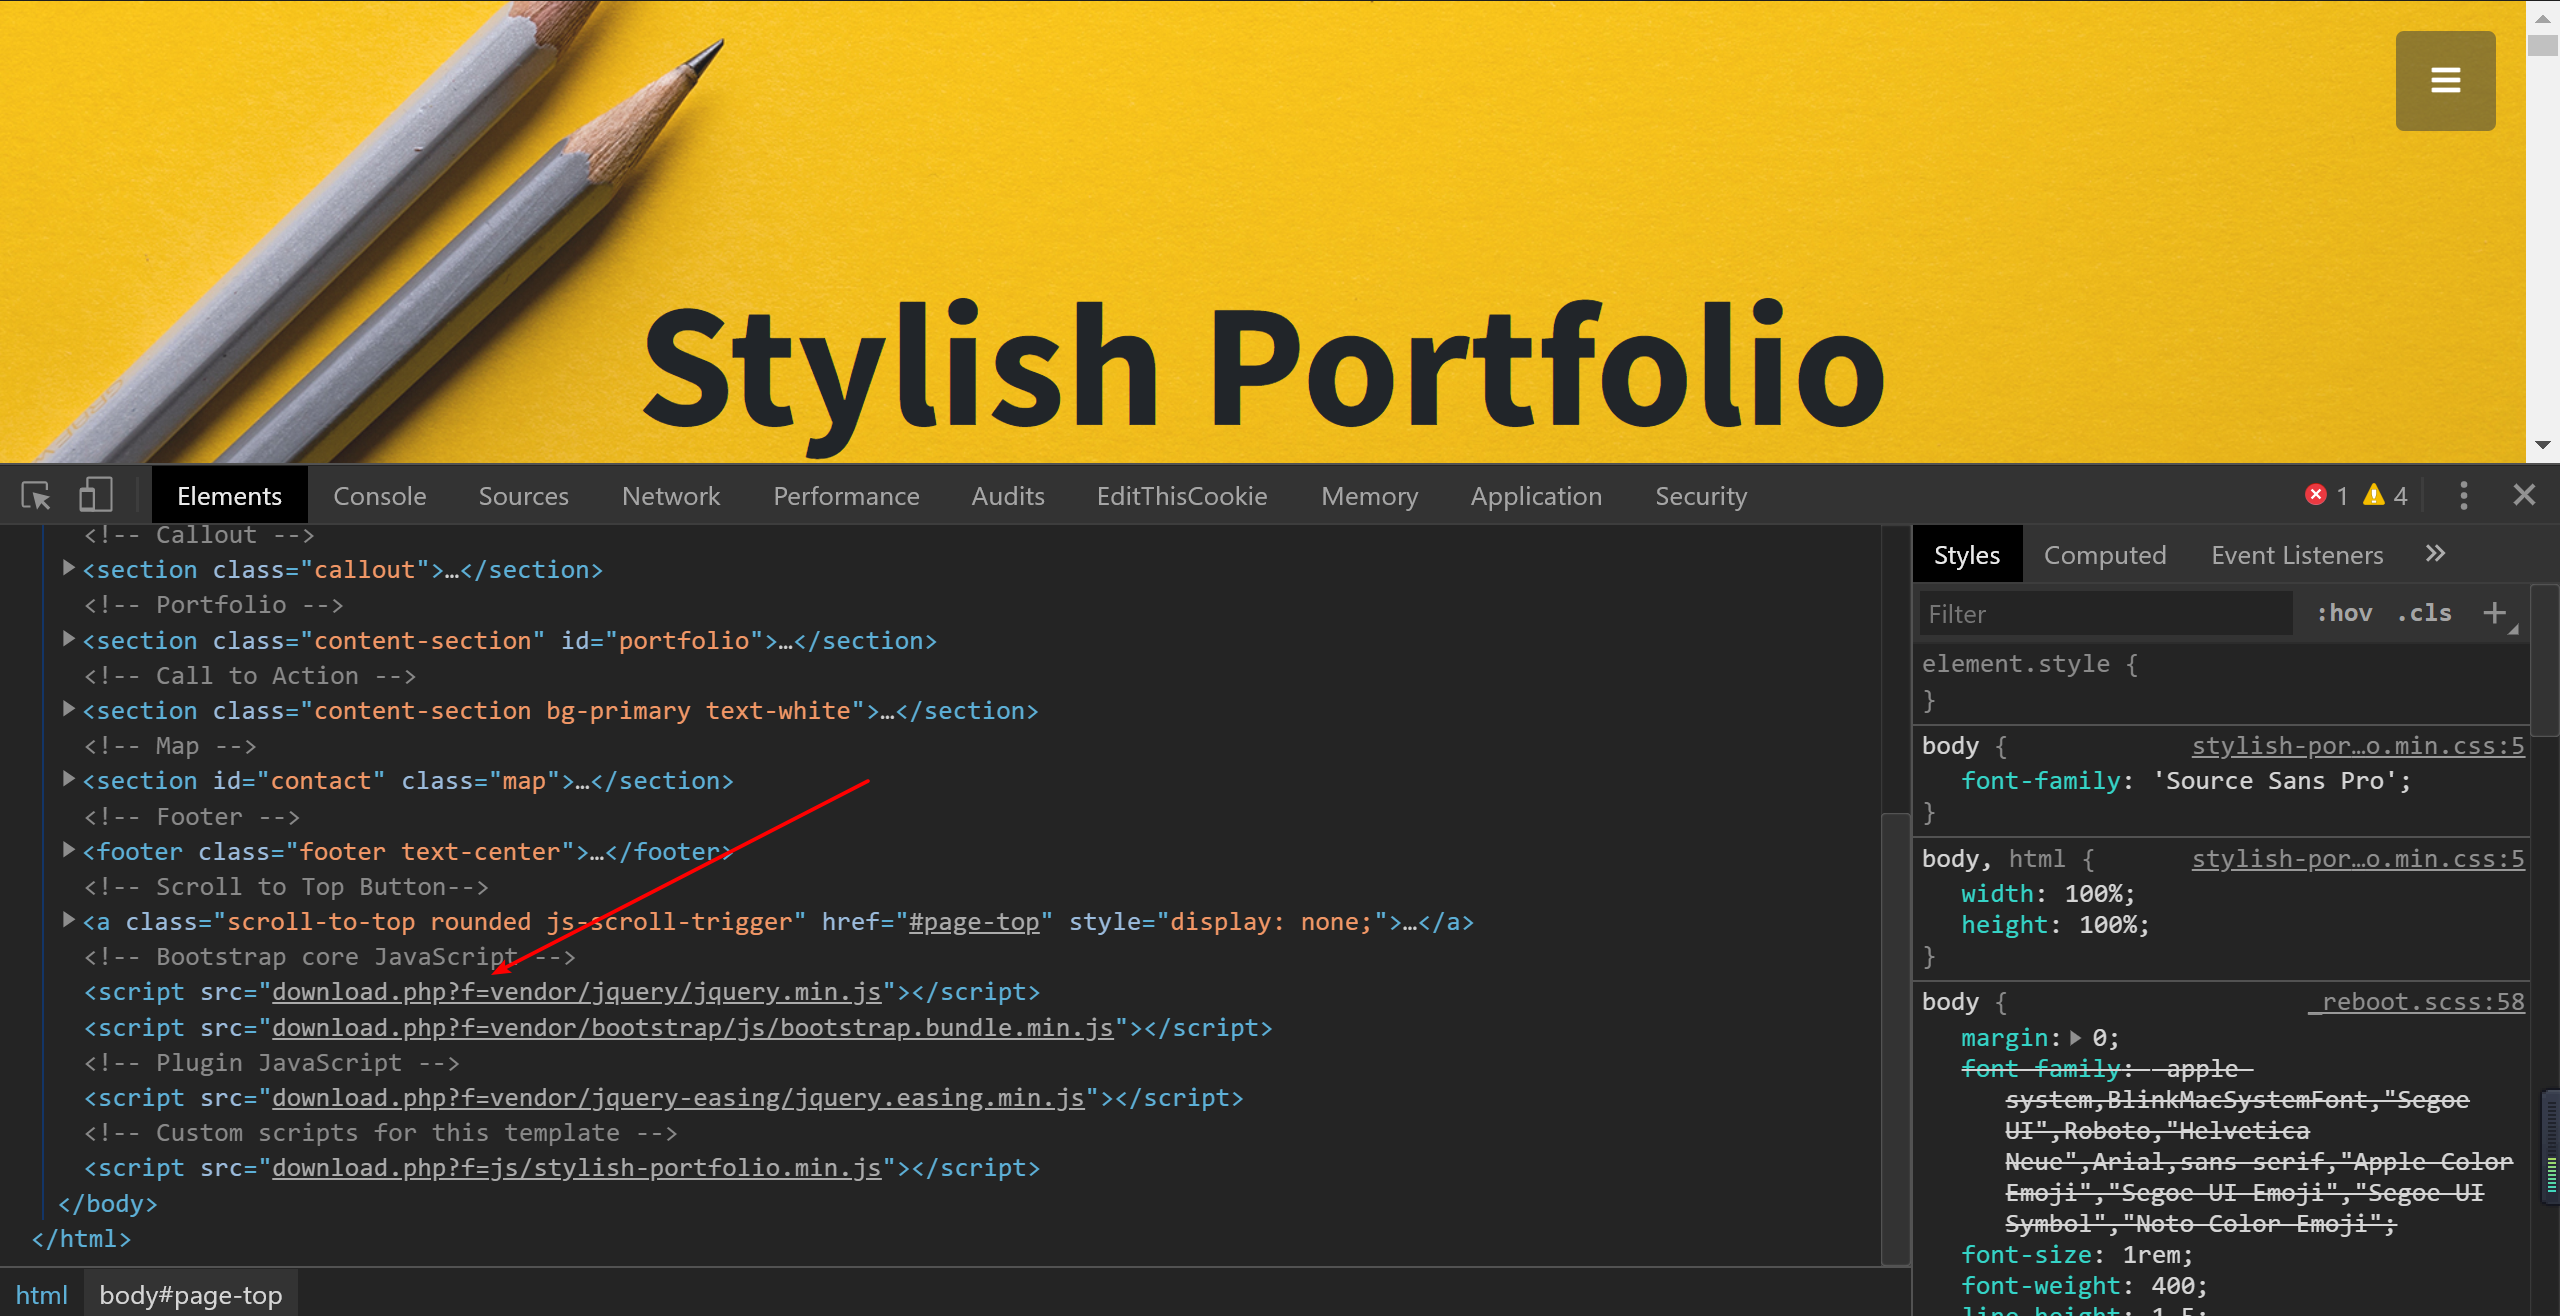 Stylish Portfolio
Elements Console Sources Network Performance Audits EditThisCookie Memory Application Security 1 4
<!-- Callout -->
<section class="callout">…</section>
<!-- Portfolio -->
<section class="content-section" id="portfolio">…</section>
<!-- Call to Action -->
<section class="content-section bg-primary text-white">…</section>
<!-- Map -->
<section id="contact" class="map">…</section>
<!-- Footer -->
<footer class="footer text-center">…</footer>
<!-- Scroll to Top Button-->
<a class="scroll-to-top rounded js-scroll-trigger" href="#page-top" style="display: none;">…</a>
<!-- Bootstrap core JavaScript -->
<script src="download.php?f=vendor/jquery/jquery.min.js"></script>
<script src="download.php?f=vendor/bootstrap/js/bootstrap.bundle.min.js"></script>
<!-- Plugin JavaScript -->
<script src="download.php?f=vendor/jquery-easing/jquery.easing.min.js"></script>
<!-- Custom scripts for this template -->
<script src="download.php?f=js/stylish-portfolio.min.js"></script>
</body>
</html>
html body#page-top
Styles Computed Event Listeners »
Filter :hov .cls +
element.style {
}
body { stylish-por…o.min.css:5
font-family: 'Source Sans Pro';
}
body, html { stylish-por…o.min.css:5
width: 100%;
height: 100%;
}
body { _reboot.scss:58
margin: 0;
font-family: -apple-
system,BlinkMacSystemFont,"Segoe
UI",Roboto,"Helvetica
Neue",Arial,sans-serif,"Apple Color
Emoji","Segoe UI Emoji","Segoe UI
Symbol","Noto Color Emoji";
font-size: 1rem;
font-weight: 400;
line-height: 1.5;